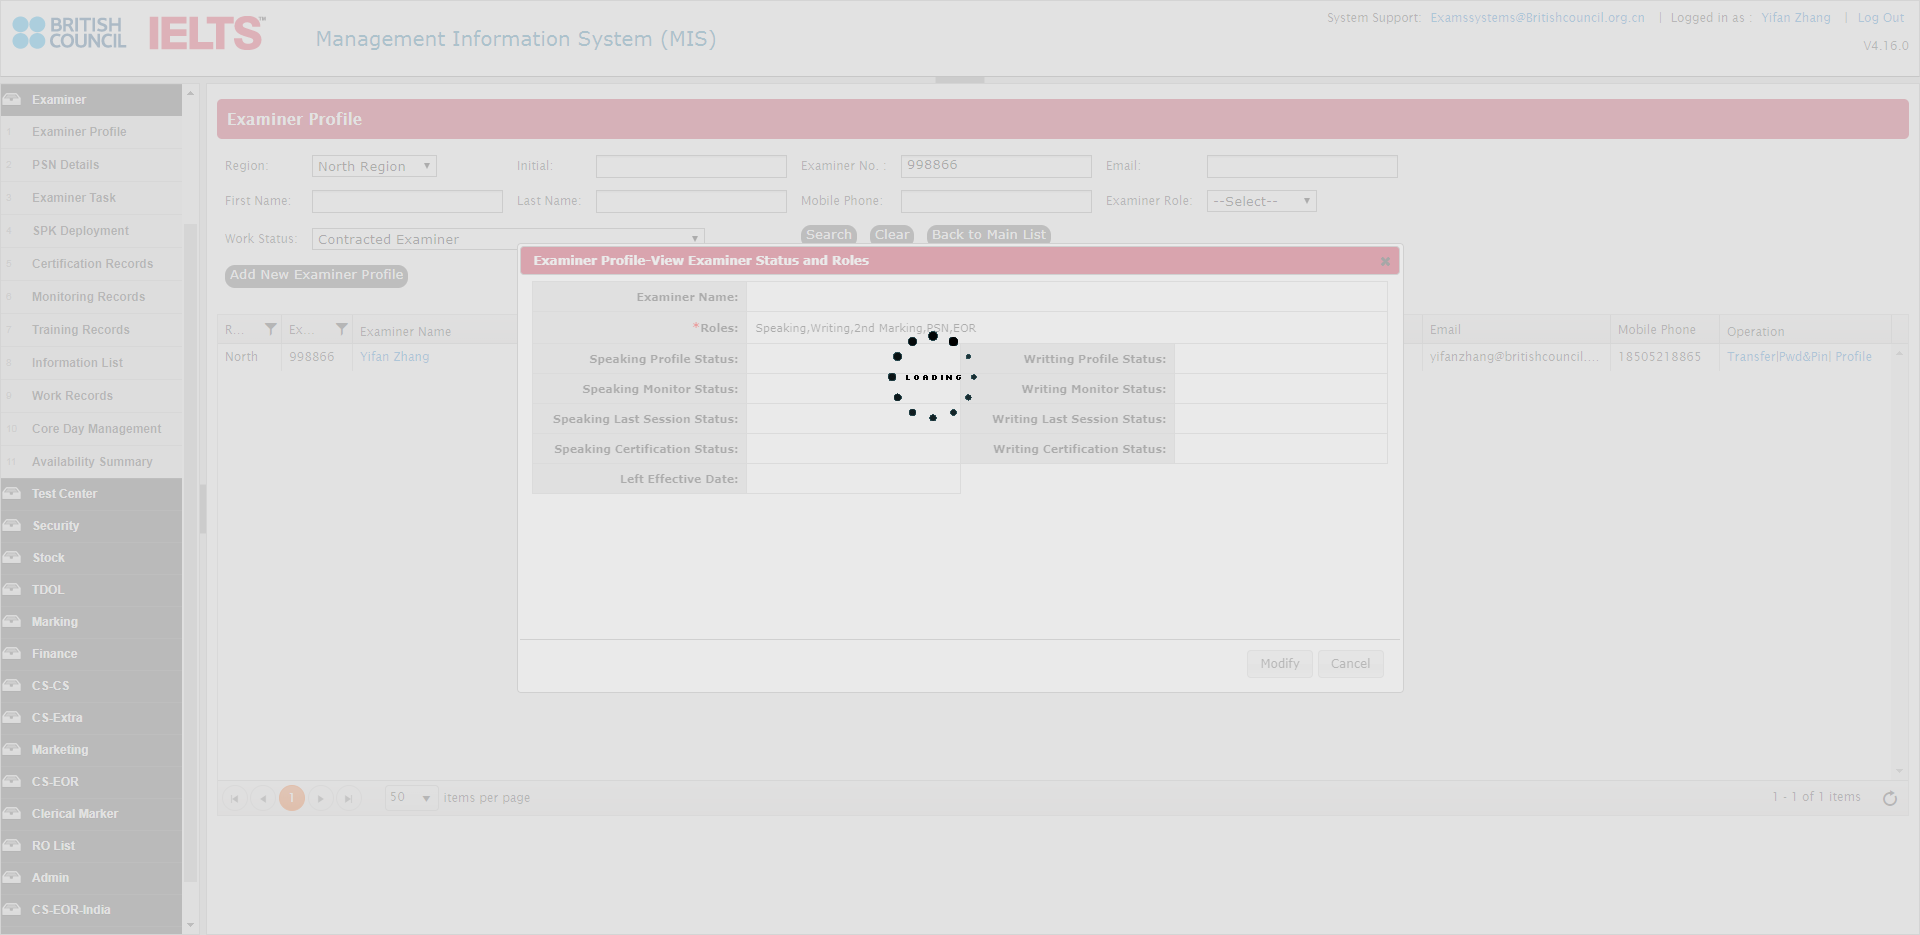 BRITISH COUNCIL
IELTS™
Management Information System (MIS)
System Support: Examssystems@Britishcouncil.org.cn | Logged in as : Yifan Zhang | Log Out
V4.16.0
Examiner
1 Examiner Profile
2 PSN Details
3 Examiner Task
4 SPK Deployment
Certification Records
Monitoring Records
7 Training Records
Information List
Work Records
10 Core Day Management
11 Availability Summary
Test Center
Security
Stock
TDOL
Marking
Finance
CS-CS
CS-Extra
Marketing
CS-EOR
Clerical Marker
RO List
Admin
CS-EOR-India
Examiner Profile
Region: North Region Initial: Examiner No. : 998866 Email:
First Name: Last Name: Mobile Phone: Examiner Role: --Select--
Work Status: Contracted Examiner Search Clear Back to Main List
Add New Examiner Profile
R... Ex... Examiner Name Email Mobile Phone Operation
North 998866 Yifan Zhang yifanzhang@britishcouncil.... 18505218865 Transfer|Pwd&Pin| Profile
Examiner Profile-View Examiner Status and Roles
Examiner Name:
*Roles: Speaking,Writing,2nd Marking,PSN,EOR
Speaking Profile Status: Writting Profile Status:
LOADING
Speaking Monitor Status: Writing Monitor Status:
Speaking Last Session Status: Writing Last Session Status:
Speaking Certification Status: Writing Certification Status:
Left Effective Date:
Modify Cancel
1 50 items per page 1 - 1 of 1 items